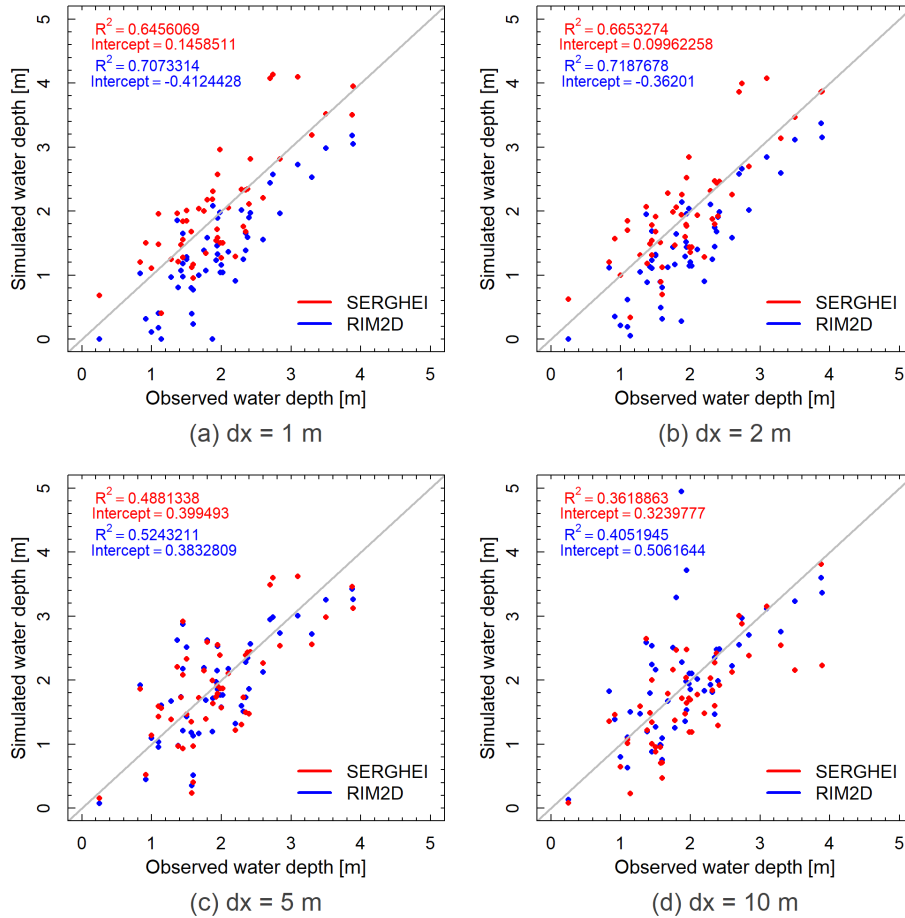 R² = 0.6456069
Intercept = 0.1458511
R² = 0.7073314
Intercept = -0.4124428
Simulated water depth [m]
0 1 2 3 4 5
SERGHEI
RIM2D
0 1 2 3 4 5
Observed water depth [m]
(a) dx = 1 m
R² = 0.6653274
Intercept = 0.09962258
R² = 0.7187678
Intercept = -0.36201
Simulated water depth [m]
0 1 2 3 4 5
SERGHEI
RIM2D
0 1 2 3 4 5
Observed water depth [m]
(b) dx = 2 m
R² = 0.4881338
Intercept = 0.399493
R² = 0.5243211
Intercept = 0.3832809
Simulated water depth [m]
0 1 2 3 4 5
SERGHEI
RIM2D
0 1 2 3 4 5
Observed water depth [m]
(c) dx = 5 m
R² = 0.3618863
Intercept = 0.3239777
R² = 0.4051945
Intercept = 0.5061644
Simulated water depth [m]
0 1 2 3 4 5
SERGHEI
RIM2D
0 1 2 3 4 5
Observed water depth [m]
(d) dx = 10 m